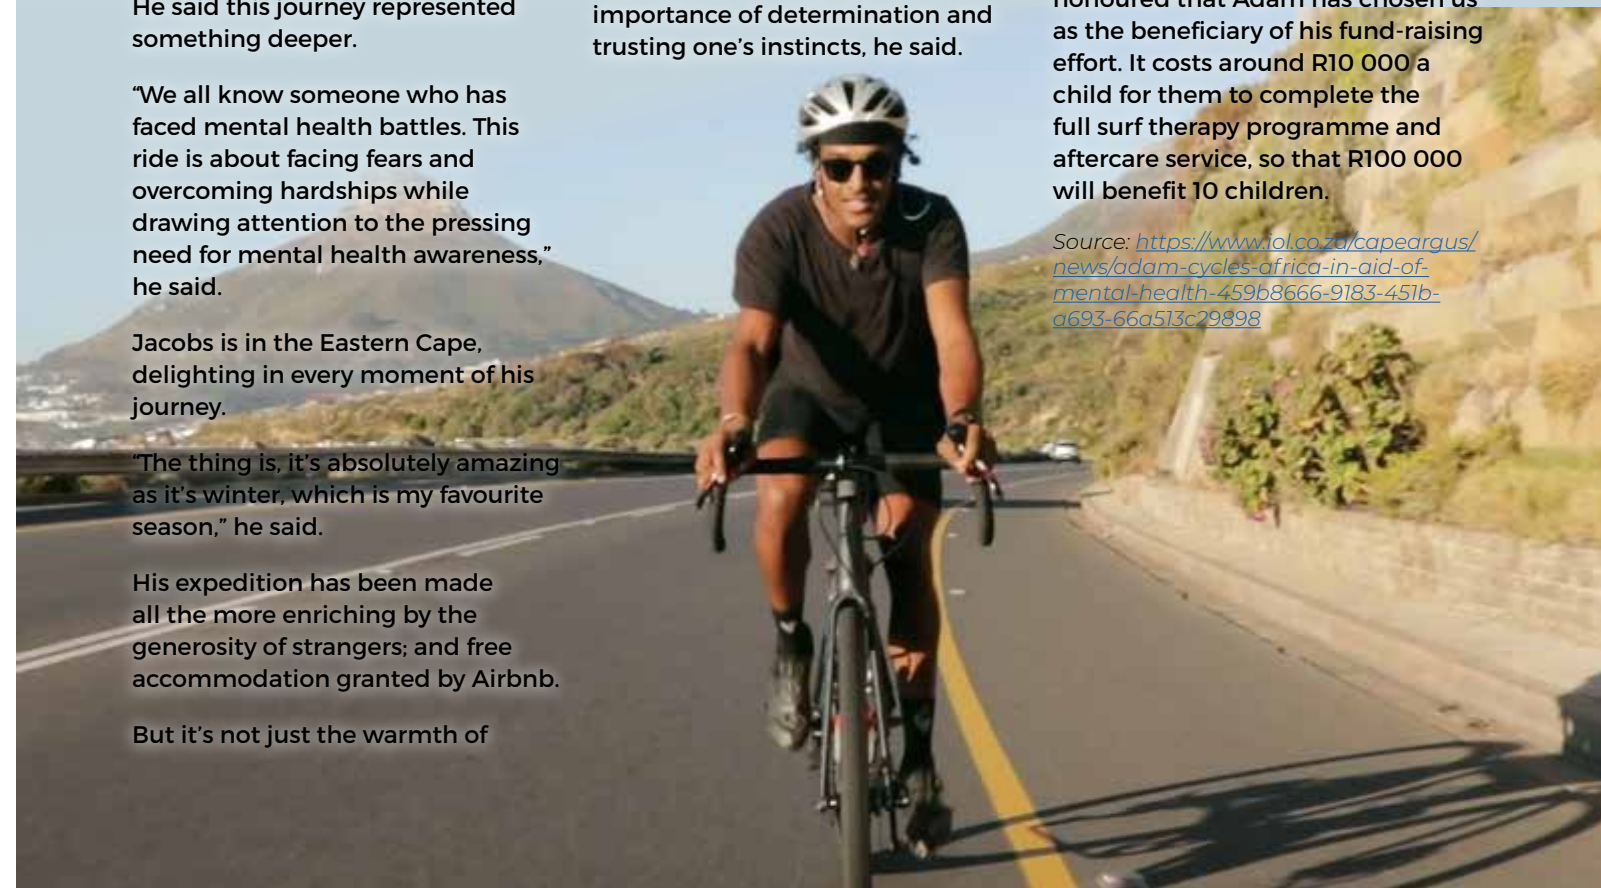 He said this journey represented
something deeper.
“We all know someone who has
faced mental health battles. This
ride is about facing fears and
overcoming hardships while
drawing attention to the pressing
need for mental health awareness,”
he said.
Jacobs is in the Eastern Cape,
delighting in every moment of his
journey.
“The thing is, it’s absolutely amazing
as it’s winter, which is my favourite
season,” he said.
His expedition has been made
all the more enriching by the
generosity of strangers; and free
accommodation granted by Airbnb.
But it’s not just the warmth of
importance of determination and
trusting one’s instincts, he said.
honoured that Adam has chosen us
as the beneficiary of his fund-raising
effort. It costs around R10 000 a
child for them to complete the
full surf therapy programme and
aftercare service, so that R100 000
will benefit 10 children.
Source: https://www.iol.co.za/capeargus/
news/adam-cycles-africa-in-aid-of-
mental-health-459b8666-9183-451b-
a693-66a513c29898